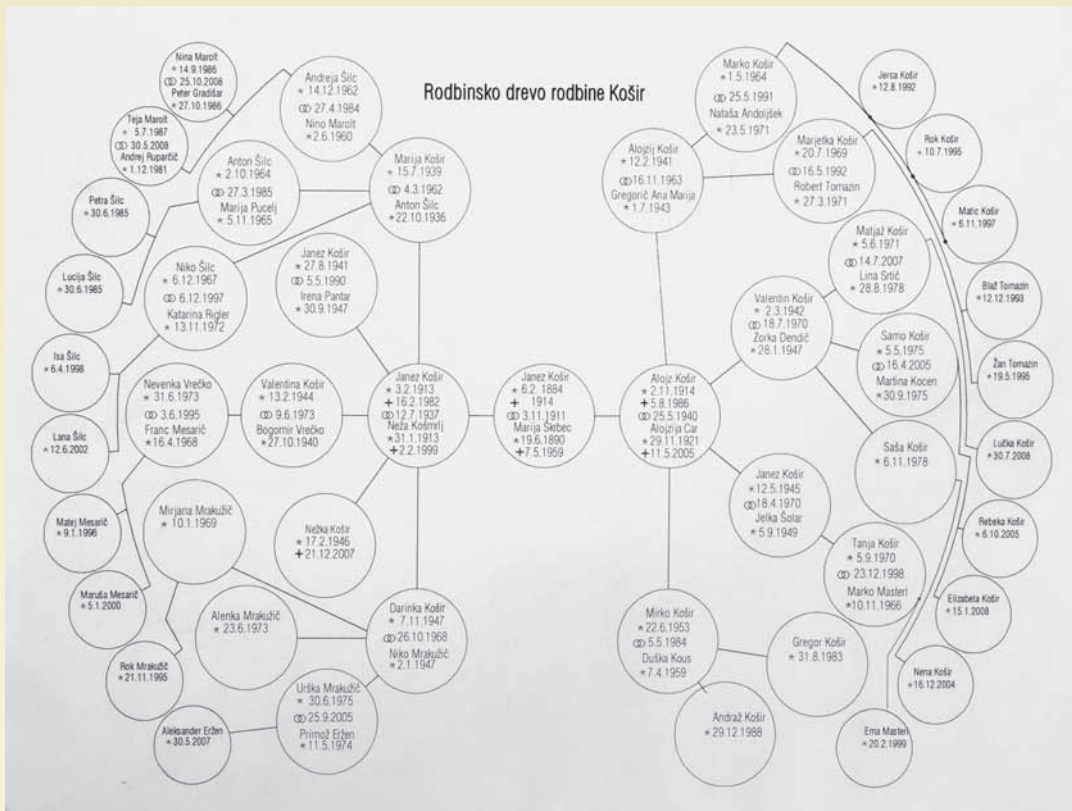 Rodbinsko drevo rodbine Košir
Nina Marolt
* 14.9.1985
⚭ 25.10.2008
Peter Gradišar
* 27.10.1986
Teja Marolt
* 5.7.1987
⚭ 30.5.2008
Andrej Ruparčič
* 1.12.1981
Petra Šilc
* 30.6.1985
Lucija Šilc
* 30.6.1985
Isa Šilc
* 6.4.1998
Lana Šilc
* 12.6.2002
Matej Mesarič
* 9.1.1996
Maruša Mesarič
* 5.1.2000
Rok Mrakužič
* 21.11.1995
Aleksander Eržen
* 30.5.2007
Andreja Šilc
* 14.12.1962
⚭ 27.4.1984
Nino Marolt
* 2.6.1960
Anton Šilc
* 2.10.1964
⚭ 27.3.1985
Marija Pucelj
* 5.11.1965
Niko Šilc
* 6.12.1967
⚭ 6.12.1997
Katarina Rigler
* 13.11.1972
Nevenka Vrečko
* 31.6.1973
⚭ 3.6.1995
Franc Mesarič
* 16.4.1968
Mirjana Mrakužič
* 10.1.1969
Alenka Mrakužič
* 23.6.1973
Urška Mrakužič
* 30.6.1975
⚭ 25.9.2005
Primož Eržen
* 11.5.1974
Marija Košir
* 15.7.1939
⚭ 4.3.1962
Anton Šilc
* 22.10.1936
Janez Košir
* 27.8.1941
⚭ 5.5.1990
Irena Pantar
* 30.9.1947
Valentina Košir
* 13.2.1944
⚭ 9.6.1973
Bogomir Vrečko
* 27.10.1940
Nežka Košir
* 17.2.1946
+ 21.12.2007
Darinka Košir
* 7.11.1947
⚭ 26.10.1968
Niko Mrakužič
* 2.1.1947
Janez Košir
* 3.2.1913
+ 16.2.1982
⚭ 12.7.1937
Neža Košmrlj
* 31.1.1913
+ 2.2.1999
Janez Košir
* 6.2. 1884
+ 1914
⚭ 3.11.1911
Marija Škrbec
* 19.6.1890
+ 7.5.1959
Alojz Košir
* 2.11.1914
+ 5.8.1986
⚭ 25.5.1940
Alojzija Car
* 29.11.1921
+ 11.5.2005
Alojzij Košir
* 12.2.1941
⚭ 16.11.1963
Gregorič Ana Marija
* 1.7.1943
Valentin Košir
* 2.3.1942
⚭ 18.7.1970
Zorka Dendič
* 28.1.1947
Janez Košir
* 12.5.1945
⚭ 18.4.1970
Jelka Šolar
* 5.9.1949
Mirko Košir
* 22.6.1953
⚭ 5.5.1984
Duška Kous
* 7.4.1959
Marko Košir
* 1.5.1964
⚭ 25.5.1991
Nataša Andoljšek
* 23.5.1971
Marjetka Košir
* 20.7.1969
⚭ 16.5.1992
Robert Tomazin
* 27.3.1971
Matjaž Košir
* 5.6.1971
⚭ 14.7.2007
Lina Srtič
* 28.8.1978
Samo Košir
* 5.5.1975
⚭ 16.4.2005
Martina Kocen
* 30.9.1975
Saša Košir
* 6.11.1978
Tanja Košir
* 5.9.1970
⚭ 23.12.1998
Marko Masterl
* 10.11.1966
Gregor Košir
* 31.8.1983
Andraž Košir
* 29.12.1988
Jerca Košir
* 12.8.1992
Rok Košir
* 10.7.1995
Matic Košir
* 6.11.1997
Blaž Tomazin
* 12.12.1993
Žan Tomazin
* 19.5.1995
Lučka Košir
* 30.7.2008
Rebeka Košir
* 6.10.2005
Elizabeta Košir
* 15.1.2008
Nena Košir
* 16.12.2004
Ema Masterl
* 20.2.1999